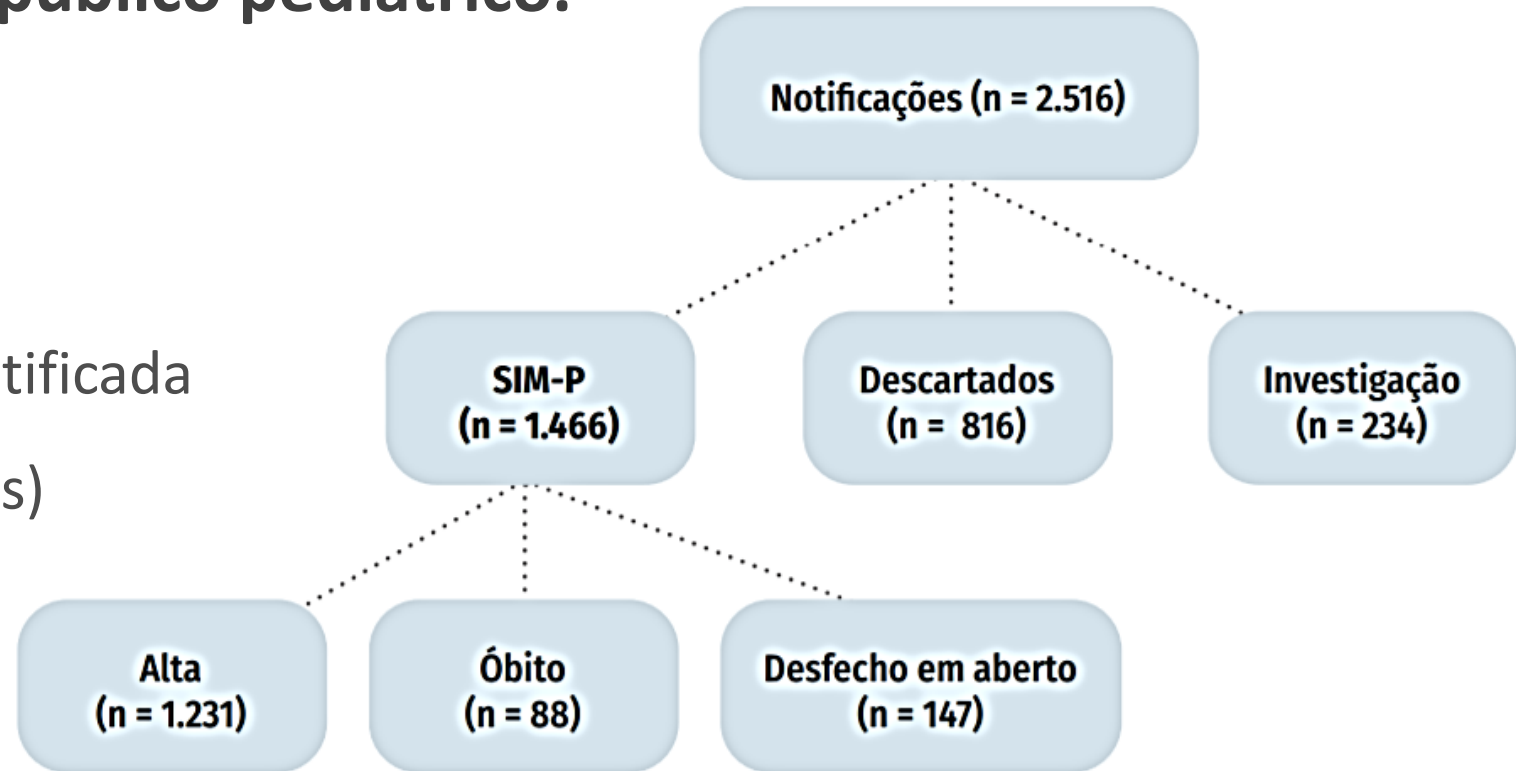 público pediátrico.
Notificações (n = 2.516)
tificada
s)
SIM-P
(n = 1.466)
Descartados
(n = 816)
Investigação
(n = 234)
Alta
(n = 1.231)
Óbito
(n = 88)
Desfecho em aberto
(n = 147)